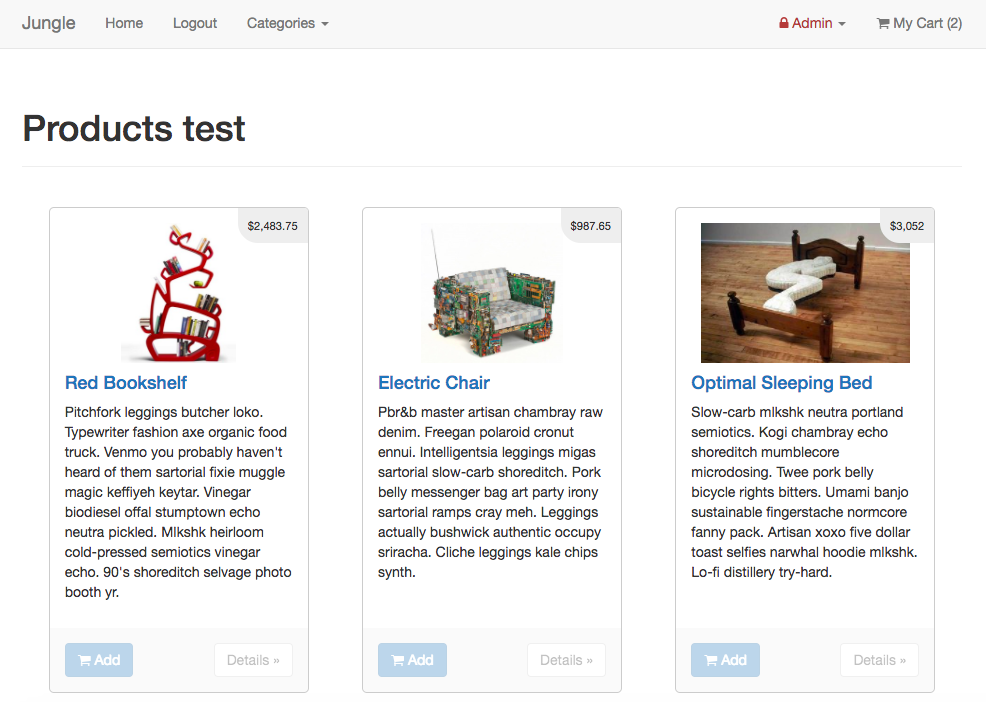 Jungle Home Logout Categories Admin My Cart (2)
Products test
$2,483.75
Red Bookshelf
Pitchfork leggings butcher loko.
Typewriter fashion axe organic food
truck. Venmo you probably haven't
heard of them sartorial fixie muggle
magic keffiyeh keytar. Vinegar
biodiesel offal stumptown echo
neutra pickled. Mlkshk heirloom
cold-pressed semiotics vinegar
echo. 90's shoreditch selvage photo
booth yr.
Add Details »
$987.65
Electric Chair
Pbr&b master artisan chambray raw
denim. Freegan polaroid cronut
ennui. Intelligentsia leggings migas
sartorial slow-carb shoreditch. Pork
belly messenger bag art party irony
sartorial ramps cray meh. Leggings
actually bushwick authentic occupy
sriracha. Cliche leggings kale chips
synth.
Add Details »
$3,052
Optimal Sleeping Bed
Slow-carb mlkshk neutra portland
semiotics. Kogi chambray echo
shoreditch mumblecore
microdosing. Twee pork belly
bicycle rights bitters. Umami banjo
sustainable fingerstache normcore
fanny pack. Artisan xoxo five dollar
toast selfies narwhal hoodie mlkshk.
Lo-fi distillery try-hard.
Add Details »